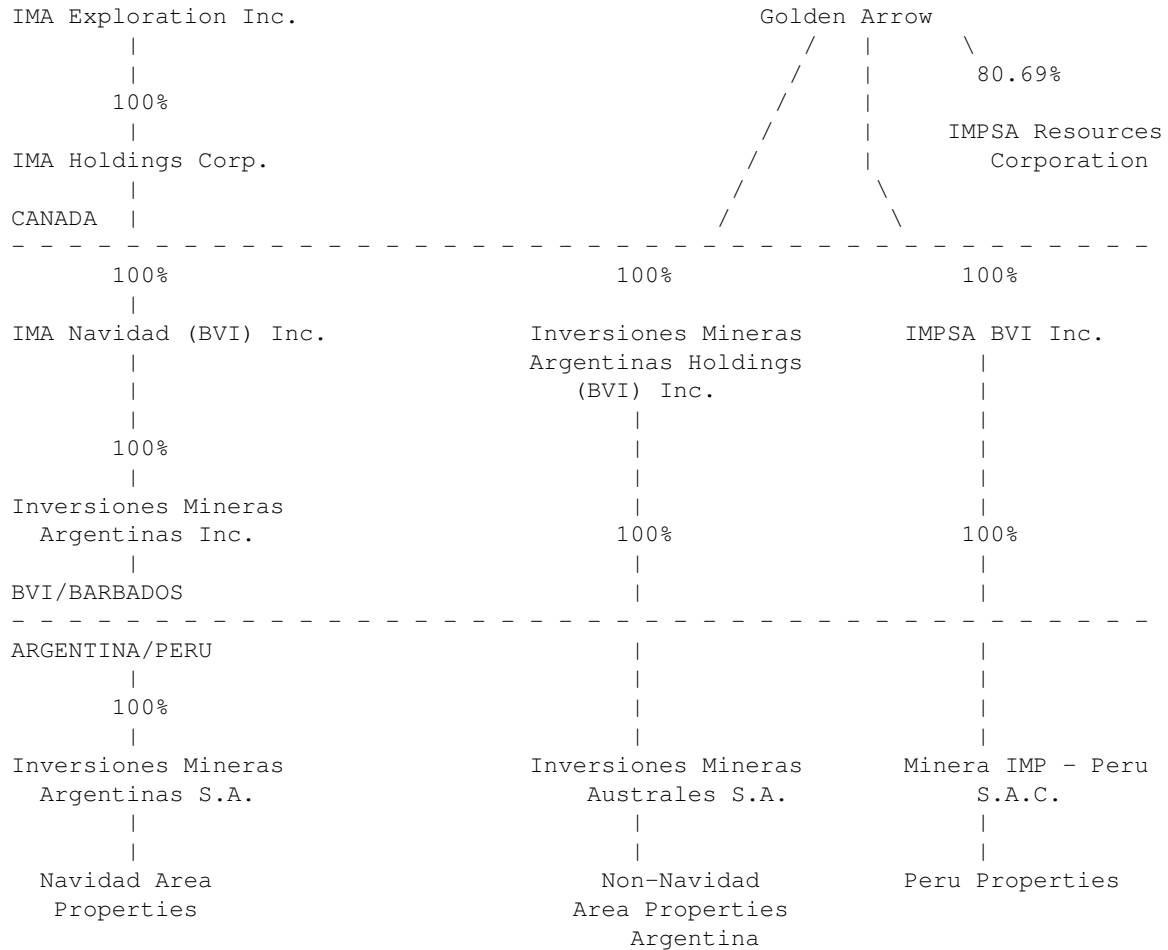 IMA Exploration Inc. Golden Arrow
80.69%
100%
IMPSA Resources
IMA Holdings Corp. Corporation
CANADA
100% 100% 100%
IMA Navidad (BVI) Inc. Inversiones Mineras IMPSA BVI Inc.
Argentinas Holdings
(BVI) Inc.
100%
Inversiones Mineras
Argentinas Inc. 100% 100%
BVI/BARBADOS
ARGENTINA/PERU
100%
Inversiones Mineras Inversiones Mineras Minera IMP - Peru
Argentinas S.A. Australes S.A. S.A.C.
Navidad Area Non-Navidad Peru Properties
Properties Area Properties
Argentina